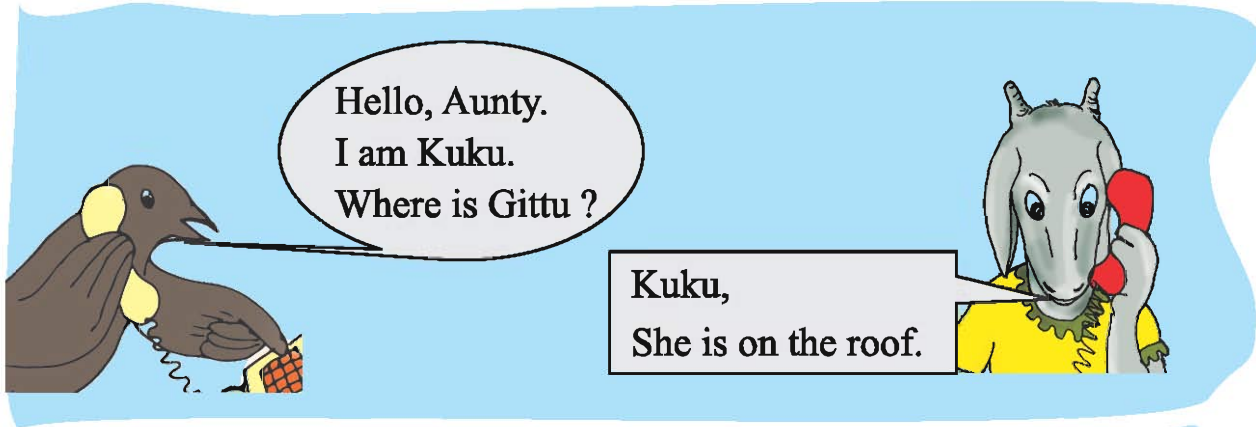 Hello, Aunty.
I am Kuku.
Where is Gittu ?
Kuku,
She is on the roof.